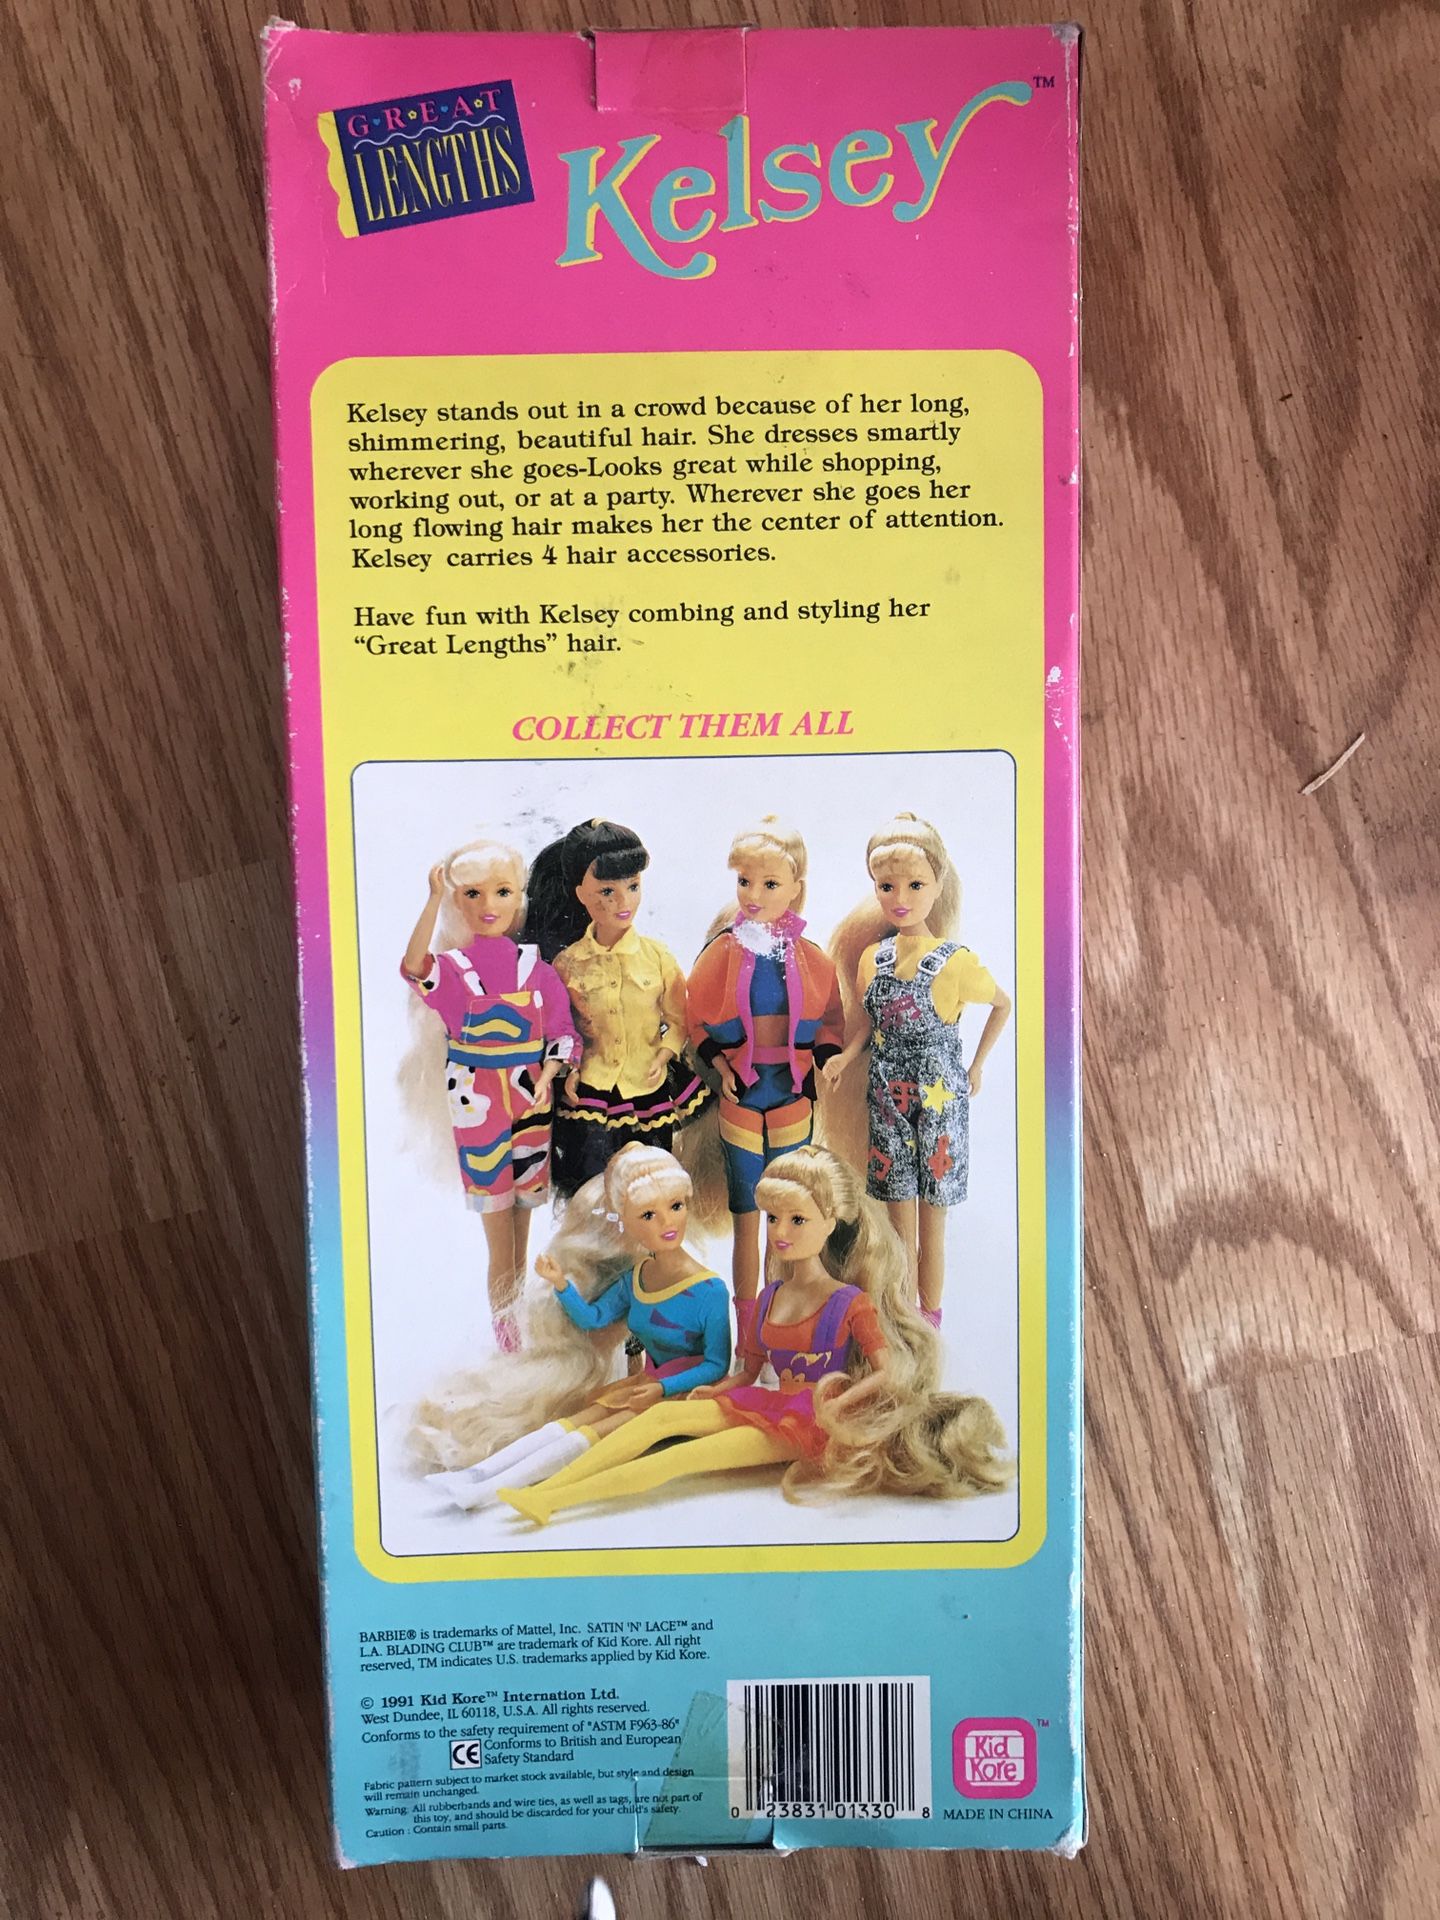 G·R·E·A·T
LENGTHS
Kelsey™
Kelsey stands out in a crowd because of her long,
shimmering, beautiful hair. She dresses smartly
wherever she goes-Looks great while shopping,
working out, or at a party. Wherever she goes her
long flowing hair makes her the center of attention.
Kelsey carries 4 hair accessories.
Have fun with Kelsey combing and styling her
“Great Lengths” hair.
COLLECT THEM ALL
BARBIE® is trademarks of Mattel, Inc. SATIN 'N' LACE™ and
L.A. BLADING CLUB™ are trademark of Kid Kore. All right
reserved, TM indicates U.S. trademarks applied by Kid Kore.
© 1991 Kid Kore™ Internation Ltd.
West Dundee, IL 60118, U.S.A. All rights reserved.
Conforms to the safety requirement of "ASTM F963-86"
CE Conforms to British and European
Safety Standard
Fabric pattern subject to market stock available, but style and design
will remain unchanged.
Warning: All rubberbands and wire ties, as well as tags, are not part of
this toy, and should be discarded for your child's safety.
Caution : Contain small parts.
0 23831 01330 8
Kid
Kore™
MADE IN CHINA